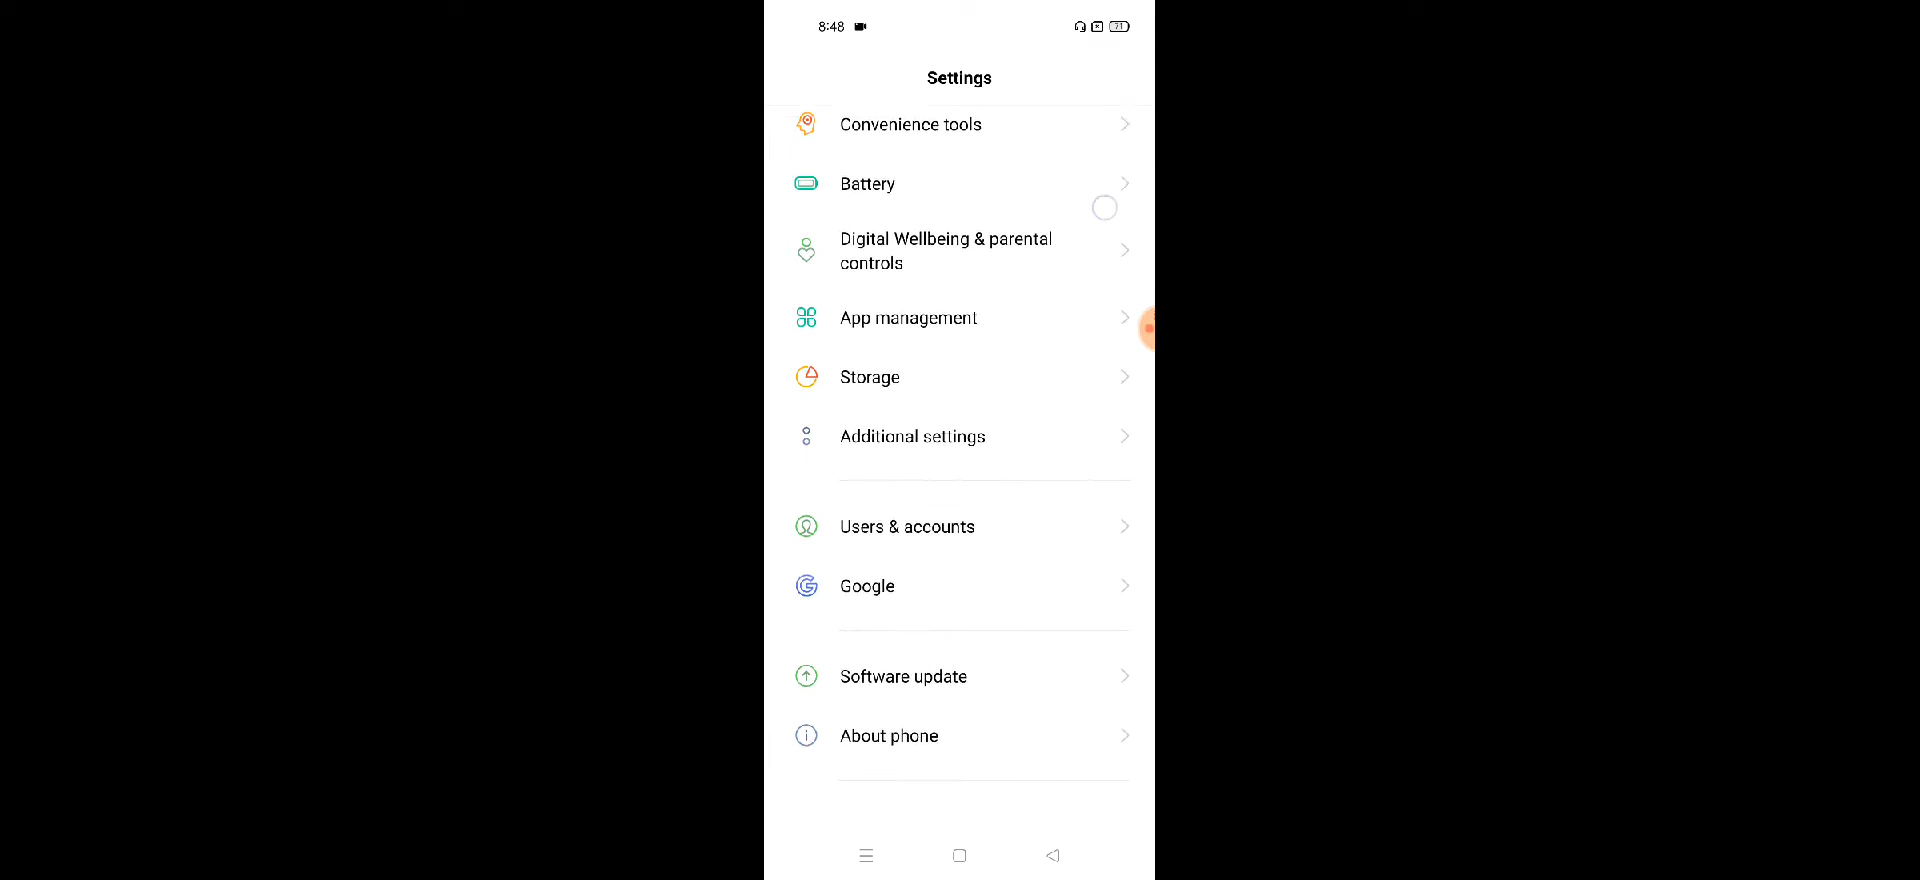 8:48
71
Settings
Convenience tools
Battery
Digital Wellbeing & parental
controls
App management
Storage
Additional settings
Users & accounts
Google
Software update
About phone